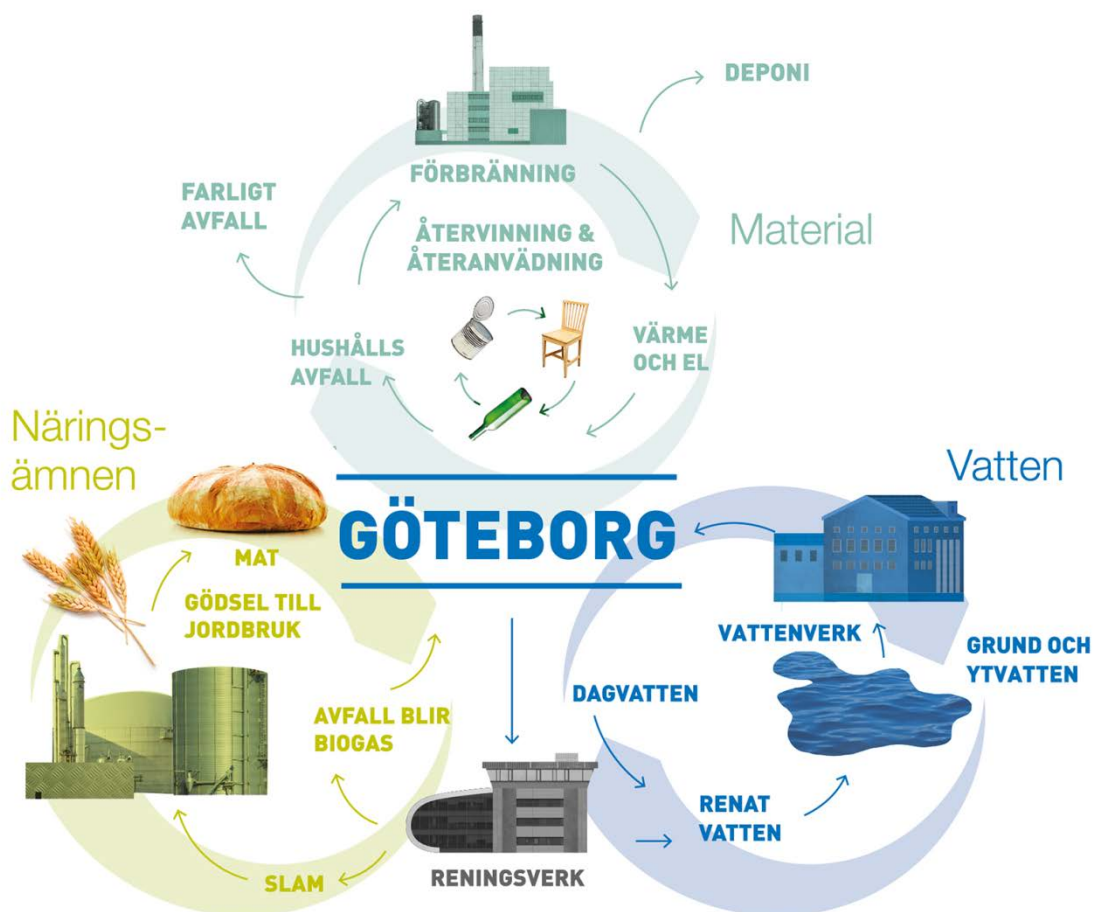 DEPONI
FÖRBRÄNNING
FARLIGT
AVFALL
ÅTERVINNING &
ÅTERANVÄDNING
Material
HUSHÅLLS
AVFALL
VÄRME
OCH EL
Närings-
ämnen
Vatten
GÖTEBORG
MAT
GÖDSEL TILL
JORDBRUK
VATTENVERK
GRUND OCH
YTVATTEN
DAGVATTEN
AVFALL BLIR
BIOGAS
RENAT
VATTEN
SLAM
RENINGSVERK